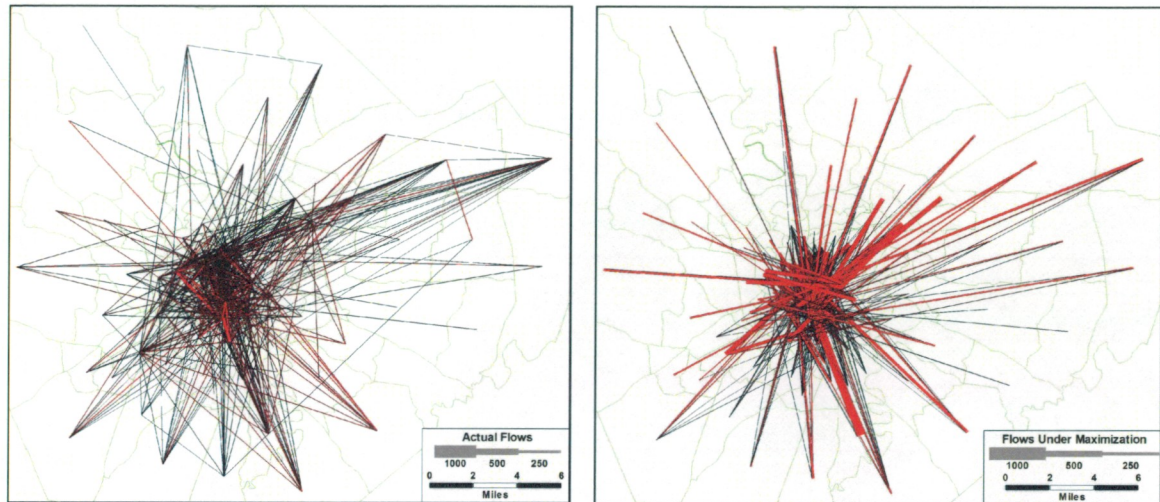 Actual Flows
1000 500 250
0 2 4 6
Miles
Flows Under Maximization
1000 500 250
0 2 4 6
Miles